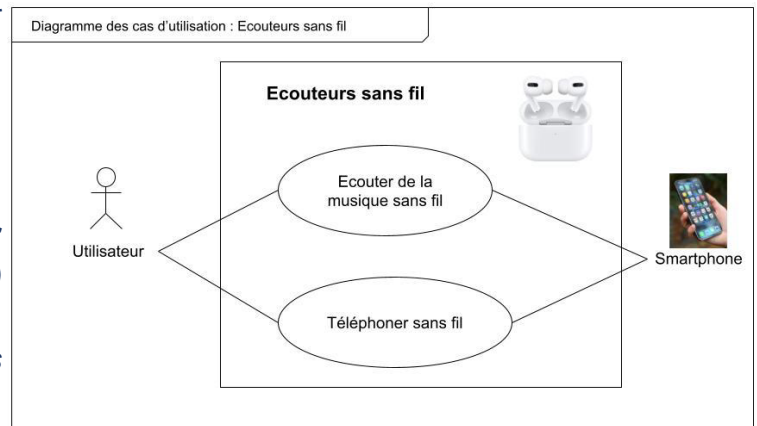 Diagramme des cas d'utilisation : Ecouteurs sans fil
Ecouteurs sans fil
Ecouter de la
musique sans fil
Utilisateur
Smartphone
Téléphoner sans fil